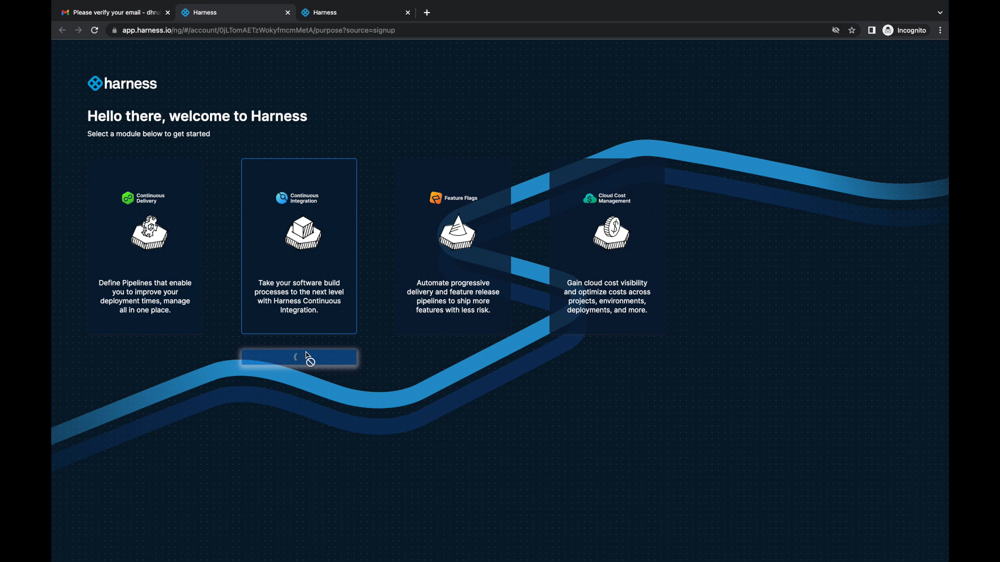 Please verify your email - dhru
Harness
Harness
app.harness.io/ng/#/account/0jLTomAETzWokyfmcmMetA/purpose?source=signup
Incognito
harness
Hello there, welcome to Harness
Select a module below to get started
Continuous
Delivery
Define Pipelines that enable
you to improve your
deployment times, manage
all in one place.
Continuous
Integration
Take your software build
processes to the next level
with Harness Continuous
Integration.
Feature Flags
Automate progressive
delivery and feature release
pipelines to ship more
features with less risk.
Cloud Cost
Management
Gain cloud cost visibility
and optimize costs across
projects, environments,
deployments, and more.